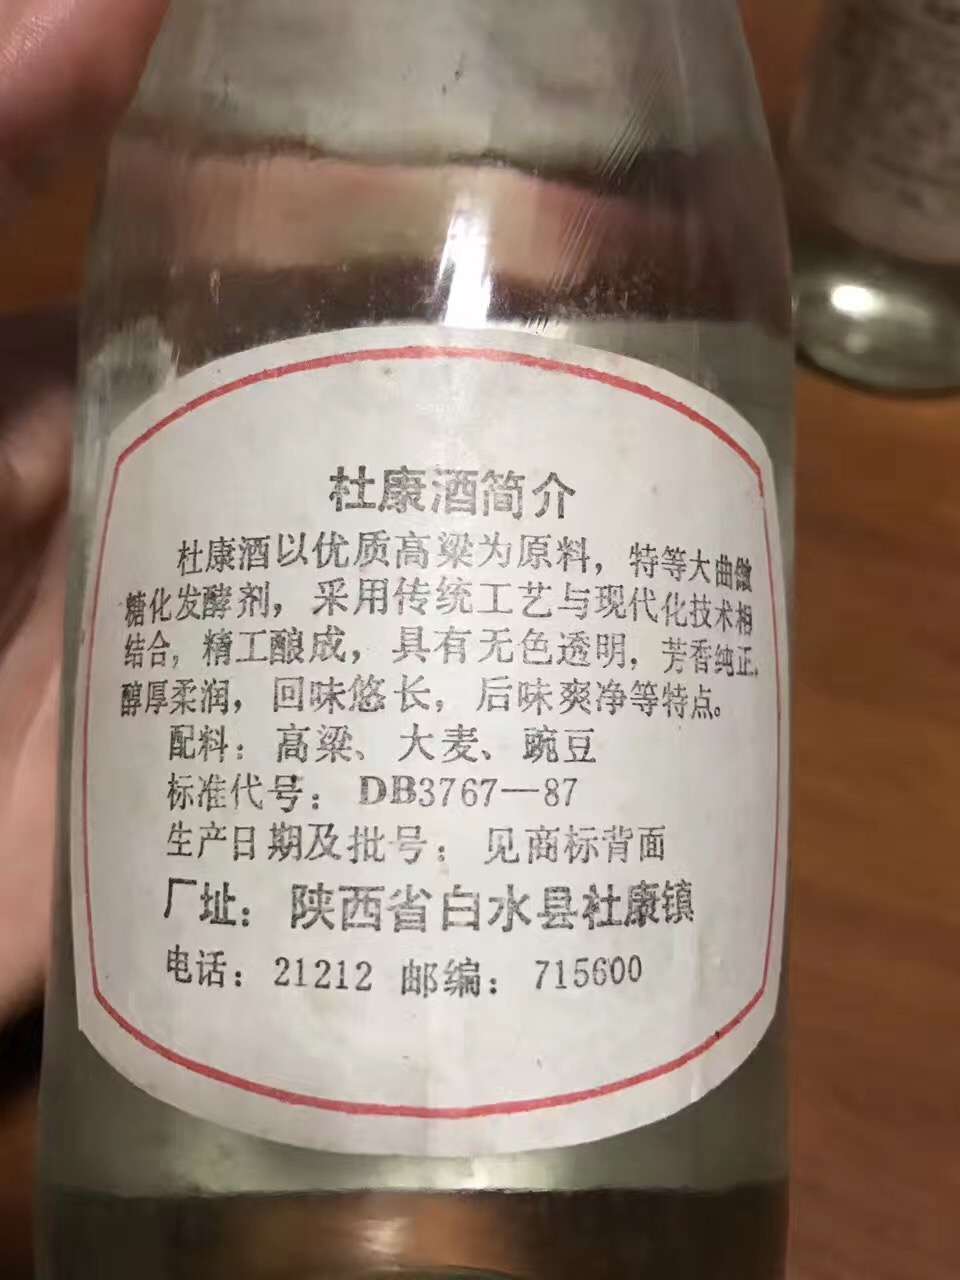 杜康酒简介
杜康酒以优质高粱为原料，特等大曲做
糖化发酵剂，采用传统工艺与现代化技术相
结合，精工酿成，具有无色透明，芳香纯正，
醇厚柔润，回味悠长，后味爽净等特点。
配料：高粱、大麦、豌豆
标准代号：DB3767—87
生产日期及批号：见商标背面
厂址：陕西省白水县杜康镇
电话：21212 邮编：715600